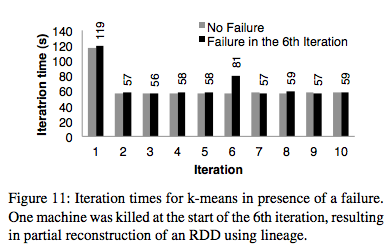 No Failure
Failure in the 6th Iteration
Iteratrion time (s)
140
120
100
80
60
40
20
0
119
57
56
58
58
81
57
59
57
59
1 2 3 4 5 6 7 8 9 10
Iteration
Figure 11: Iteration times for k-means in presence of a failure.
One machine was killed at the start of the 6th iteration, resulting
in partial reconstruction of an RDD using lineage.